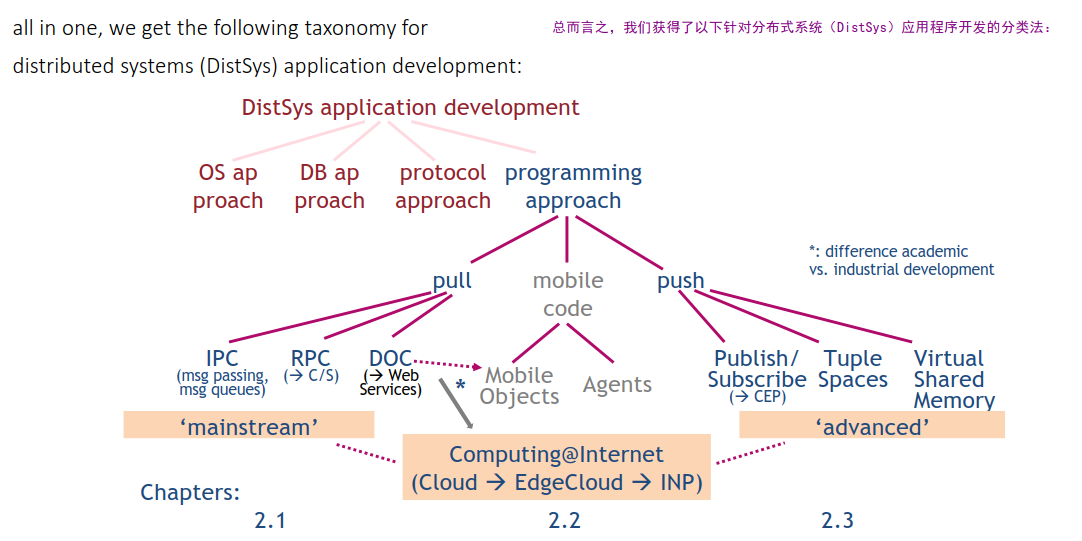 all in one, we get the following taxonomy for
distributed systems (DistSys) application development:
总而言之，我们获得了以下针对分布式系统（DistSys）应用程序开发的分类法：
DistSys application development
OS ap
proach
DB ap
proach
protocol
approach
programming
approach
*: difference academic
vs. industrial development
pull
mobile
code
push
IPC
(msg passing,
msg queues)
RPC
(→ C/S)
DOC
(→ Web
Services)
*
Mobile
Objects
Agents
Publish/
Subscribe
(→ CEP)
Tuple
Spaces
Virtual
Shared
Memory
‘mainstream’
‘advanced’
Computing@Internet
(Cloud → EdgeCloud → INP)
Chapters:
2.1
2.2
2.3